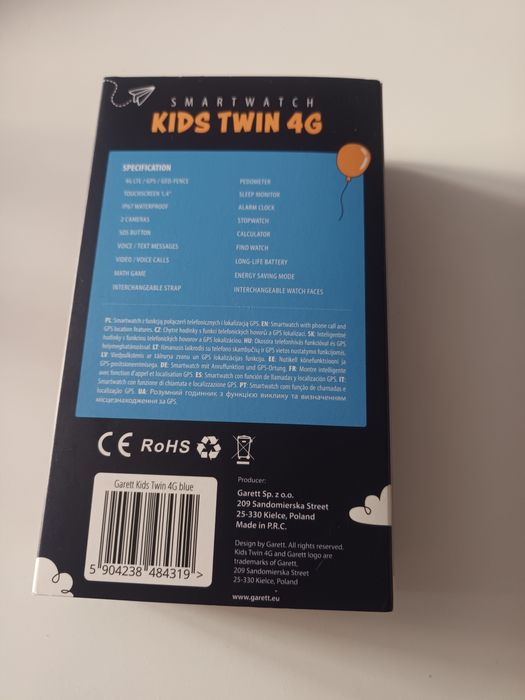 SMARTWATCH
KIDS TWIN 4G
SPECIFICATION
4G LTE / GPS / GEO-FENCE
TOUCHSCREEN 1,4"
IP67 WATERPROOF
2 CAMERAS
SOS BUTTON
VOICE / TEXT MESSAGES
VIDEO / VOICE CALLS
MATH GAME
INTERCHANGEABLE STRAP
PEDOMETER
SLEEP MONITOR
ALARM CLOCK
STOPWATCH
CALCULATOR
FIND WATCH
LONG-LIFE BATTERY
ENERGY SAVING MODE
INTERCHANGEABLE WATCH FACES
PL: Smartwatch z funkcją połączeń telefonicznych i lokalizacją GPS. EN: Smartwatch with phone call and
GPS location features. CZ: Chytré hodinky s funkcí telefonických hovorů a GPS lokalizací. SK: Inteligentné
hodinky s funkciou telefonických hovorov a GPS lokalizáciou. HU: Okosóra telefonhívás funkcióval és GPS
helymeghatározással. LT: Išmanusis laikrodis su telefono skambučių ir GPS vietos nustatymo funkcijomis.
LV: Viedpulkstenis ar tālruņa zvanu un GPS lokalizācijas funkciju. EE: Nutikell kõnefunktsiooni ja
GPS-positsioneerimisega. DE: Smartwatch mit Anruffunktion und GPS-Ortung. FR: Montre intelligente
avec fonction d'appel et localisation GPS. ES: Smartwatch con función de llamadas y localización GPS. IT:
Smartwatch con funzione di chiamata e localizzazione GPS. PT: Smartwatch com função de chamadas e
localização GPS. UA: Розумний годинник з функцією виклику та визначенням
місцезнаходження за GPS.
CE RoHS
Garett Kids Twin 4G blue
5 904238 484319 >
Producer:
Garett Sp. z o.o.
209 Sandomierska Street
25-330 Kielce, Poland
Made in P.R.C.
Design by Garett. All rights reserved.
Kids Twin 4G and Garett logo are
trademarks of Garett,
209 Sandomierska Street
25-330 Kielce, Poland
www.garett.eu